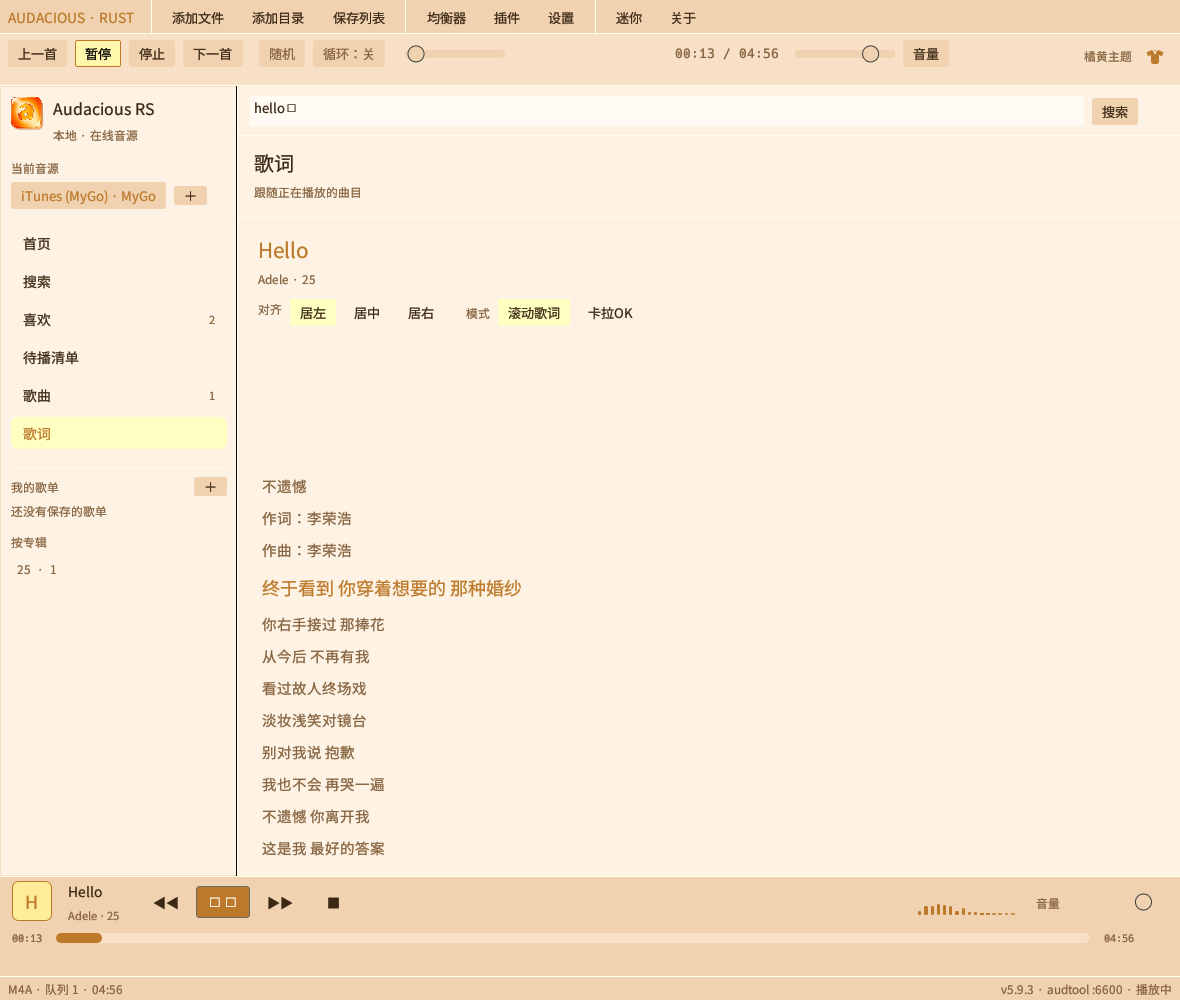 AUDACIOUS · RUST 添加文件 添加目录 保存列表 均衡器 插件 设置 迷你 关于
上一首 暂停 停止 下一首 随机 循环：关 00:13 / 04:56 音量 橘黄主题
Audacious RS
本地 · 在线音源
当前音源
iTunes (MyGo) · MyGo +
首页
搜索
喜欢 2
待播清单
歌曲 1
歌词
我的歌单 +
还没有保存的歌单
按专辑
25 · 1
hello□ 搜索
歌词
跟随正在播放的曲目
Hello
Adele · 25
对齐 居左 居中 居右 模式 滚动歌词 卡拉OK
不遗憾
作词：李荣浩
作曲：李荣浩
终于看到 你穿着想要的 那种婚纱
你右手接过 那捧花
从今后 不再有我
看过故人终场戏
淡妆浅笑对镜台
别对我说 抱歉
我也不会 再哭一遍
不遗憾 你离开我
这是我 最好的答案
H Hello
Adele · 25
音量
00:13 04:56
M4A · 队列 1 · 04:56 v5.9.3 · audtool :6600 · 播放中